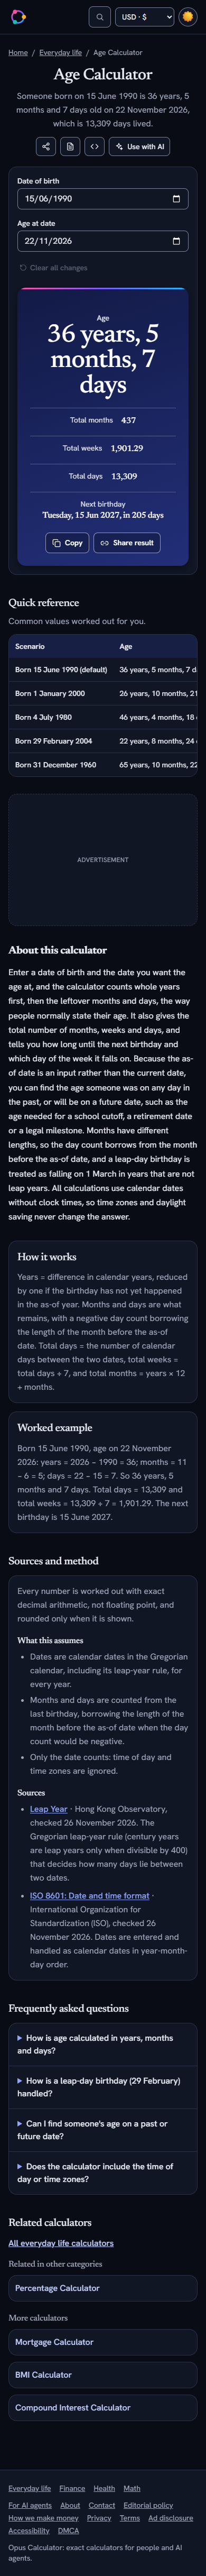 USD · $
Home / Everyday life / Age Calculator
Age Calculator
Someone born on 15 June 1990 is 36 years, 5
months and 7 days old on 22 November 2026,
which is 13,309 days lived.
Use with AI
Date of birth
15/06/1990
Age at date
22/11/2026
Clear all changes
Age
36 years, 5
months, 7
days
Total months 437
Total weeks 1,901.29
Total days 13,309
Next birthday
Tuesday, 15 Jun 2027, in 205 days
Copy Share result
Quick reference
Common values worked out for you.
Scenario Age
Born 15 June 1990 (default) 36 years, 5 months, 7 d
Born 1 January 2000 26 years, 10 months, 21
Born 4 July 1980 46 years, 4 months, 18
Born 29 February 2004 22 years, 8 months, 24
Born 31 December 1960 65 years, 10 months, 22
ADVERTISEMENT
About this calculator
Enter a date of birth and the date you want the
age at, and the calculator counts whole years
first, then the leftover months and days, the way
people normally state their age. It also gives the
total number of months, weeks and days, and
tells you how long until the next birthday and
which day of the week it falls on. Because the as-
of date is an input rather than the current date,
you can find the age someone was on any day in
the past, or will be on a future date, such as the
age needed for a school cutoff, a retirement date
or a legal milestone. Months have different
lengths, so the day count borrows from the month
before the as-of date, and a leap-day birthday is
treated as falling on 1 March in years that are not
leap years. All calculations use calendar dates
without clock times, so time zones and daylight
saving never change the answer.
How it works
Years = difference in calendar years, reduced
by one if the birthday has not yet happened
in the as-of year. Months and days are what
remains, with a negative day count borrowing
the length of the month before the as-of
date. Total days = the number of calendar
days between the two dates, total weeks =
total days ÷ 7, and total months = years × 12
+ months.
Worked example
Born 15 June 1990, age on 22 November
2026: years = 2026 − 1990 = 36; months = 11
− 6 = 5; days = 22 − 15 = 7. So 36 years, 5
months and 7 days. Total days = 13,309 and
total weeks = 13,309 ÷ 7 = 1,901.29. The next
birthday is 15 June 2027.
Sources and method
Every number is worked out with exact
decimal arithmetic, not floating point, and
rounded only when it is shown.
What this assumes
• Dates are calendar dates in the Gregorian
calendar, including its leap-year rule, for
every year.
• Months and days are counted from the
last birthday, borrowing the length of the
month before the as-of date when the day
count would be negative.
• Only the date counts: time of day and
time zones are ignored.
Sources
• Leap Year · Hong Kong Observatory,
checked 26 November 2026. The
Gregorian leap-year rule (century years
are leap years only when divisible by 400)
that decides how many days lie between
two dates.
• ISO 8601: Date and time format ·
International Organization for
Standardization (ISO), checked 26
November 2026. Dates are entered and
handled as calendar dates in year-month-
day order.
Frequently asked questions
How is age calculated in years, months
and days?
How is a leap-day birthday (29 February)
handled?
Can I find someone's age on a past or
future date?
Does the calculator include the time of
day or time zones?
Related calculators
All everyday life calculators
Related in other categories
Percentage Calculator
More calculators
Mortgage Calculator
BMI Calculator
Compound Interest Calculator
Everyday life Finance Health Math
For AI agents About Contact Editorial policy
How we make money Privacy Terms Ad disclosure
Accessibility DMCA
Opus Calculator: exact calculators for people and AI
agents.